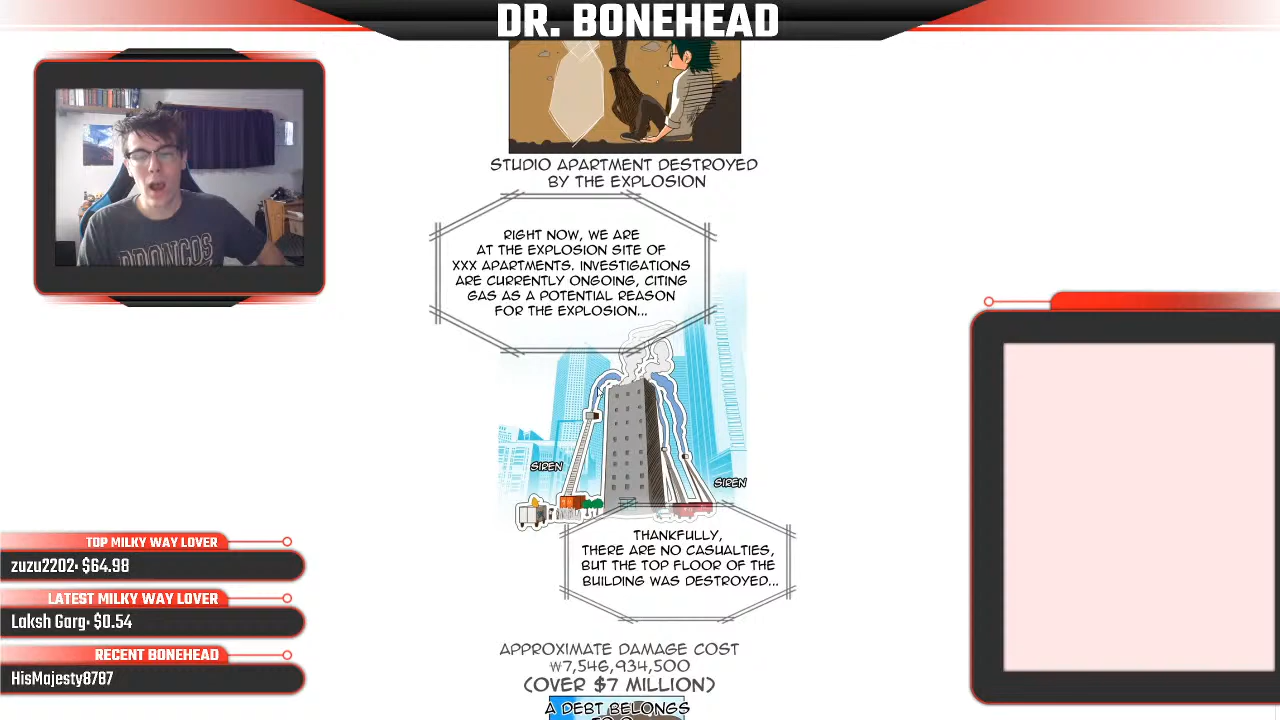 DR. BONEHEAD
STUDIO APARTMENT DESTROYED
BY THE EXPLOSION
RIGHT NOW, WE ARE
AT THE EXPLOSION SITE OF
XXX APARTMENTS. INVESTIGATIONS
ARE CURRENTLY ONGOING, CITING
GAS AS A POTENTIAL REASON
FOR THE EXPLOSION...
BRONCOS
SIREN
SIREN
THANKFULLY,
THERE ARE NO CASUALTIES,
BUT THE TOP FLOOR OF THE
BUILDING WAS DESTROYED...
APPROXIMATE DAMAGE COST
₩7,546,934,500
(OVER $7 MILLION)
A DEBT BELONGS
TOP MILKY WAY LOVER
zuzu2202• $64.98
LATEST MILKY WAY LOVER
Laksh Garg• $0.54
RECENT BONEHEAD
HisMajesty8787